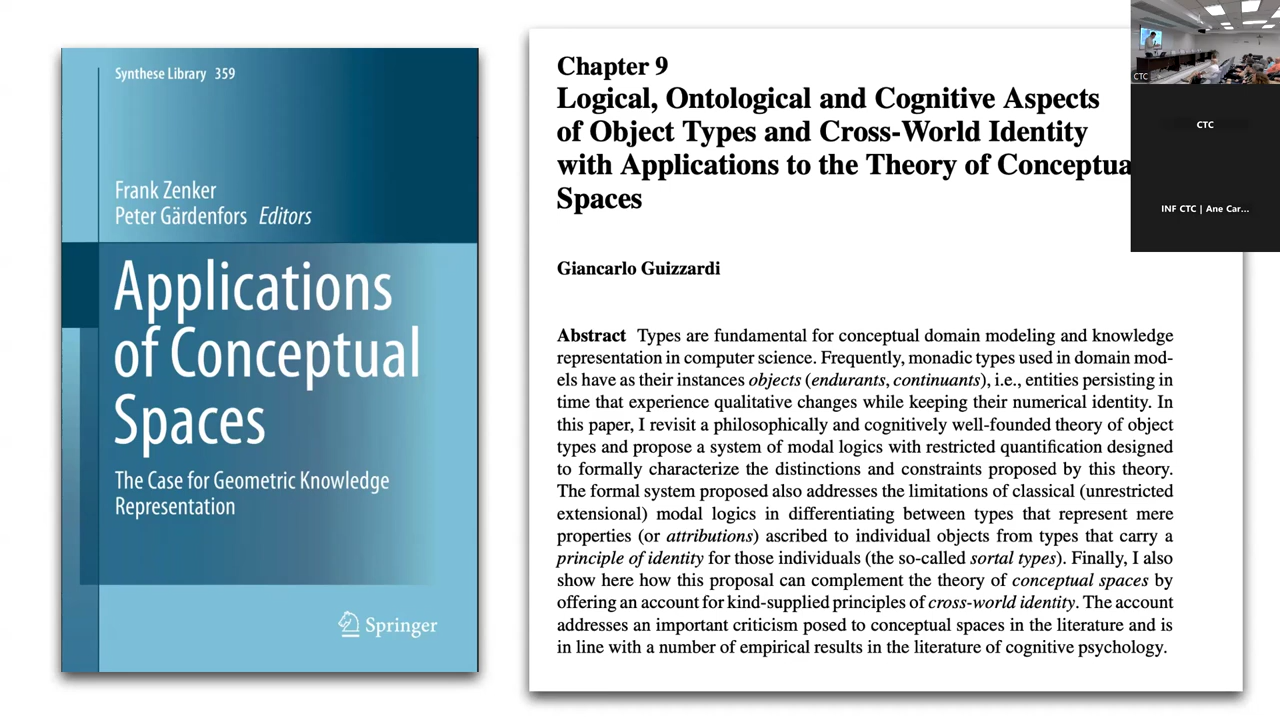 Synthese Library 359
Frank Zenker
Peter Gärdenfors Editors
Applications
of Conceptual
Spaces
The Case for Geometric Knowledge
Representation
Springer
Chapter 9
Logical, Ontological and Cognitive Aspects
of Object Types and Cross-World Identity
with Applications to the Theory of Conceptua
Spaces
Giancarlo Guizzardi
Abstract Types are fundamental for conceptual domain modeling and knowledge
representation in computer science. Frequently, monadic types used in domain mod-
els have as their instances objects (endurants, continuants), i.e., entities persisting in
time that experience qualitative changes while keeping their numerical identity. In
this paper, I revisit a philosophically and cognitively well-founded theory of object
types and propose a system of modal logics with restricted quantification designed
to formally characterize the distinctions and constraints proposed by this theory.
The formal system proposed also addresses the limitations of classical (unrestricted
extensional) modal logics in differentiating between types that represent mere
properties (or attributions) ascribed to individual objects from types that carry a
principle of identity for those individuals (the so-called sortal types). Finally, I also
show here how this proposal can complement the theory of conceptual spaces by
offering an account for kind-supplied principles of cross-world identity. The account
addresses an important criticism posed to conceptual spaces in the literature and is
in line with a number of empirical results in the literature of cognitive psychology.
CTC
CTC
INF CTC | Ane Car...